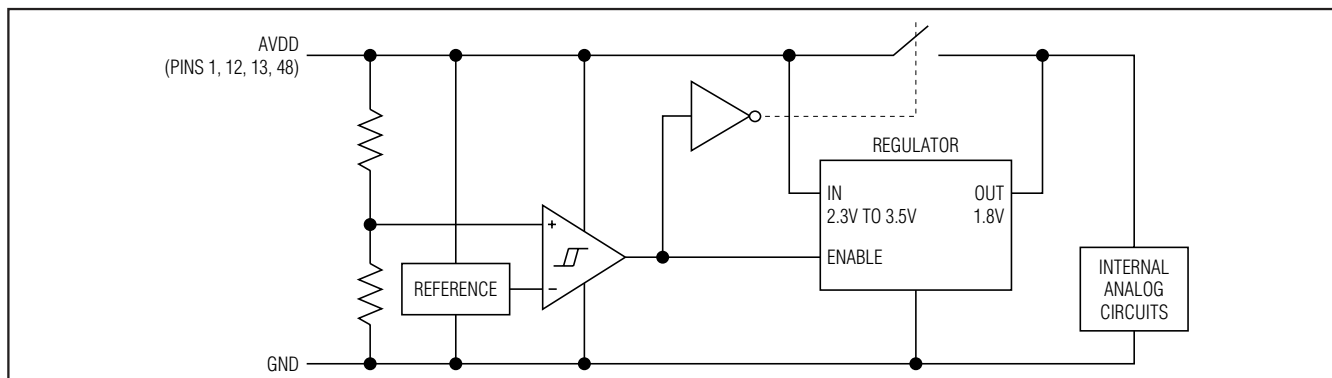 AVDD
(PINS 1, 12, 13, 48)
REGULATOR
IN
OUT
2.3V TO 3.5V
1.8V
+
ENABLE
REFERENCE
−
INTERNAL
ANALOG
CIRCUITS
GND